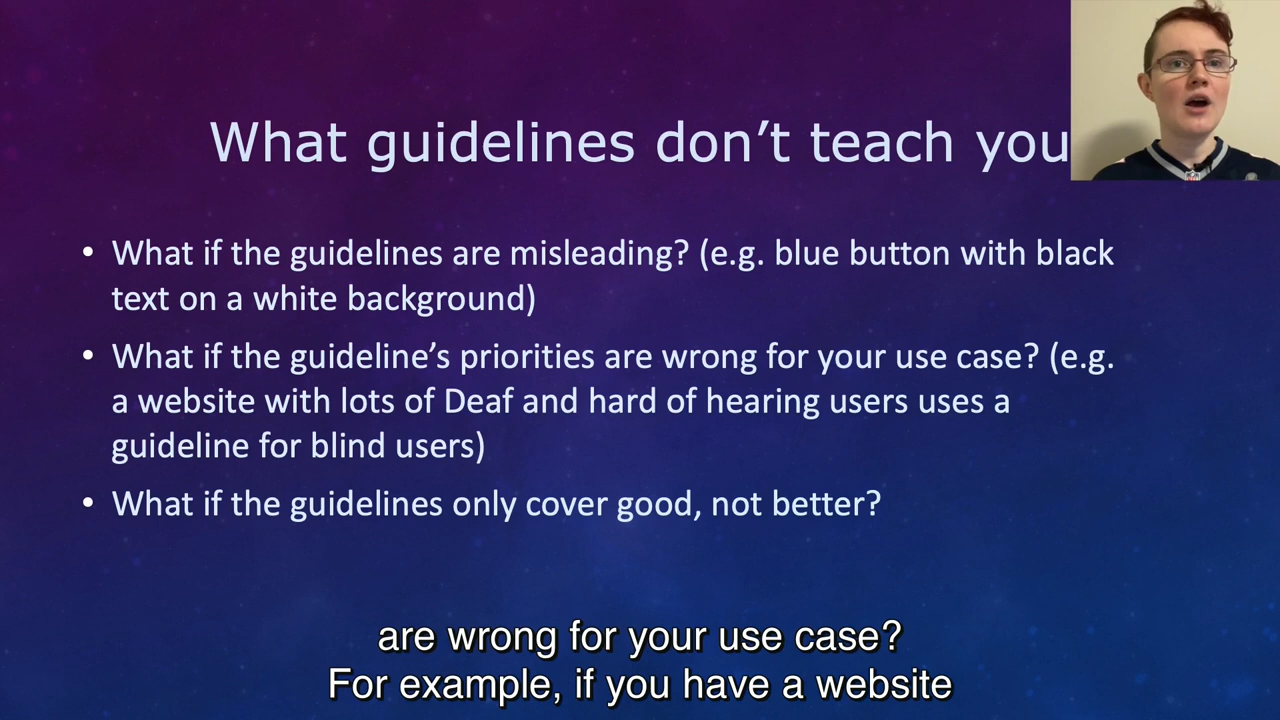 What guidelines don’t teach you
• What if the guidelines are misleading? (e.g. blue button with black
text on a white background)
• What if the guideline’s priorities are wrong for your use case? (e.g.
a website with lots of Deaf and hard of hearing users uses a
guideline for blind users)
• What if the guidelines only cover good, not better?
are wrong for your use case?
For example, if you have a website